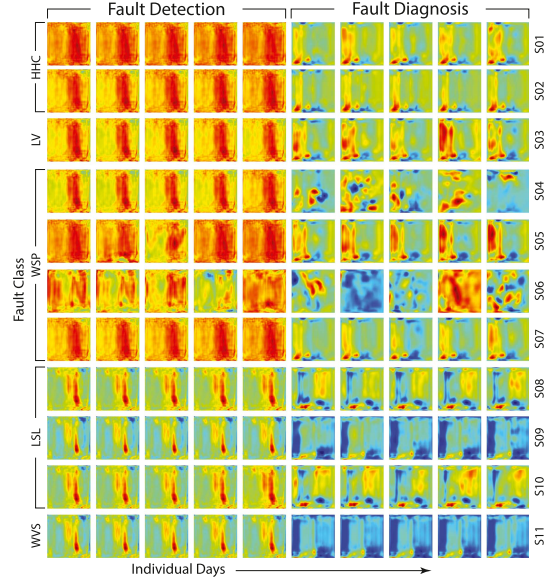 Fault Detection Fault Diagnosis
Fault Class
HHC
LV
WSP
LSL
WVS
S01
S02
S03
S04
S05
S06
S07
S08
S09
S10
S11
Individual Days